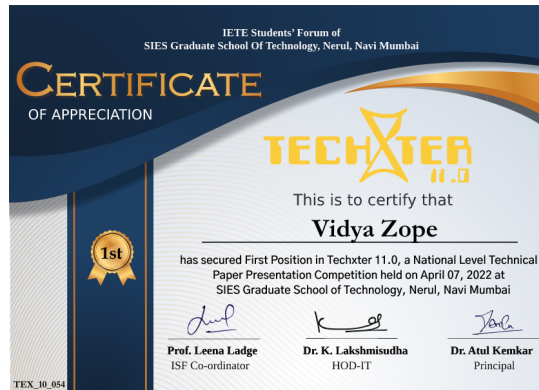 IETE Students' Forum of
SIES Graduate School Of Technology, Nerul, Navi Mumbai
CERTIFICATE
OF APPRECIATION
TECHXTER
11.0
This is to certify that
Vidya Zope
1st
has secured First Position in Techxter 11.0, a National Level Technical
Paper Presentation Competition held on April 07, 2022 at
SIES Graduate School of Technology, Nerul, Navi Mumbai
Prof. Leena Ladge Dr. K. Lakshmisudha Dr. Atul Kemkar
ISF Co-ordinator HOD-IT Principal
TEX_10_054